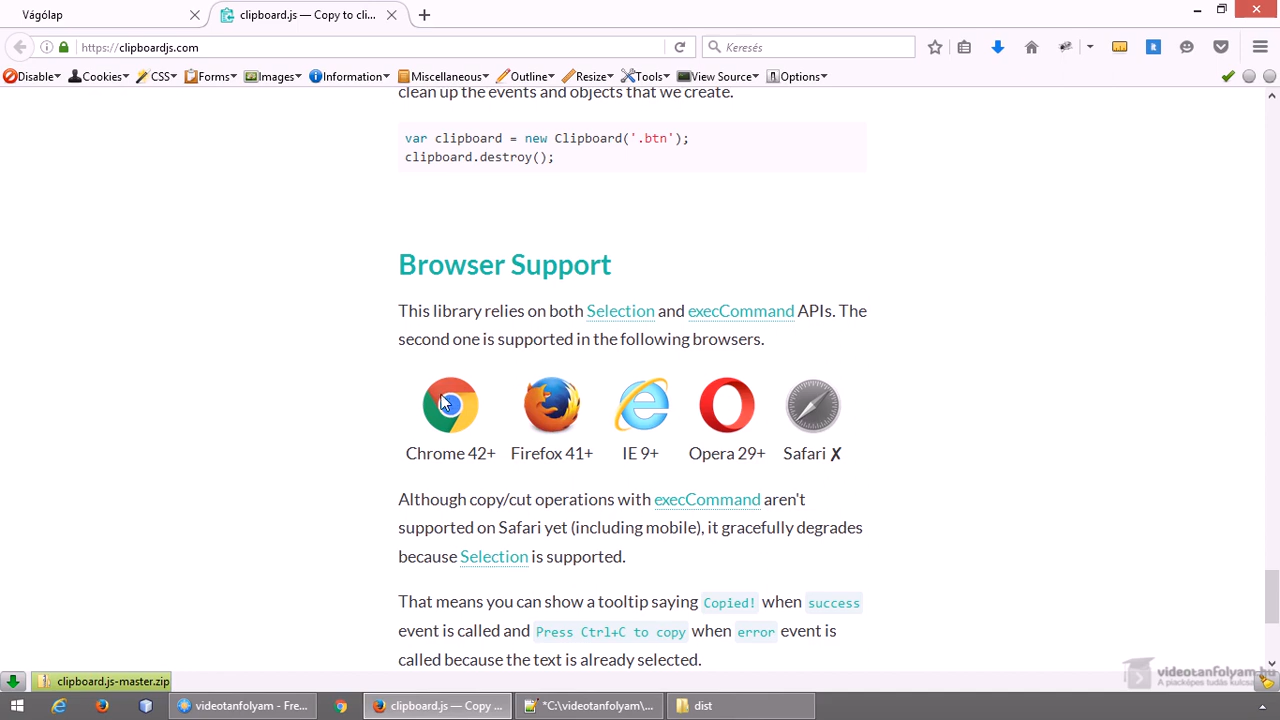 Vágólap
clipboard.js — Copy to cli...
https://clipboardjs.com
Keresés
Disable
Cookies
CSS
Forms
Images
Information
Miscellaneous
Outline
Resize
Tools
View Source
Options
clean up the events and objects that we create.
var clipboard = new Clipboard('.btn');
clipboard.destroy();
Browser Support
This library relies on both Selection and execCommand APIs. The
second one is supported in the following browsers.
Chrome 42+ Firefox 41+ IE 9+ Opera 29+ Safari ✗
Although copy/cut operations with execCommand aren't
supported on Safari yet (including mobile), it gracefully degrades
because Selection is supported.
That means you can show a tooltip saying Copied! when success
event is called and Press Ctrl+C to copy when error event is
called because the text is already selected.
clipboard.js-master.zip
videotanfolyam.hu
A piacképes tudás kulcsa
videotanfolyam - Fre...
clipboard.js — Copy ...
*C:\videotanfolyam\...
dist